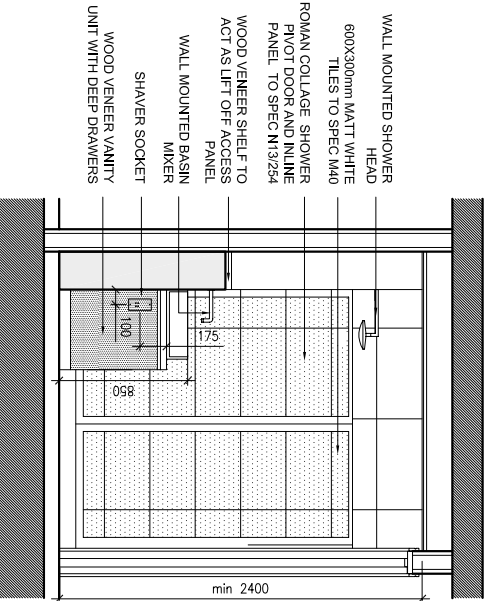 WALL MOUNTED SHOWER
HEAD
600X300mm MATT WHITE
TILES TO SPEC M40
ROMAN COLLAGE SHOWER
PIVOT DOOR AND INLINE
PANEL TO SPEC N13/254
WOOD VENEER SHELF TO
ACT AS LIFT OFF ACCESS
PANEL
WALL MOUNTED BASIN
MIXER
SHAVER SOCKET
WOOD VENEER VANITY
UNIT WITH DEEP DRAWERS
175
100
850
min 2400